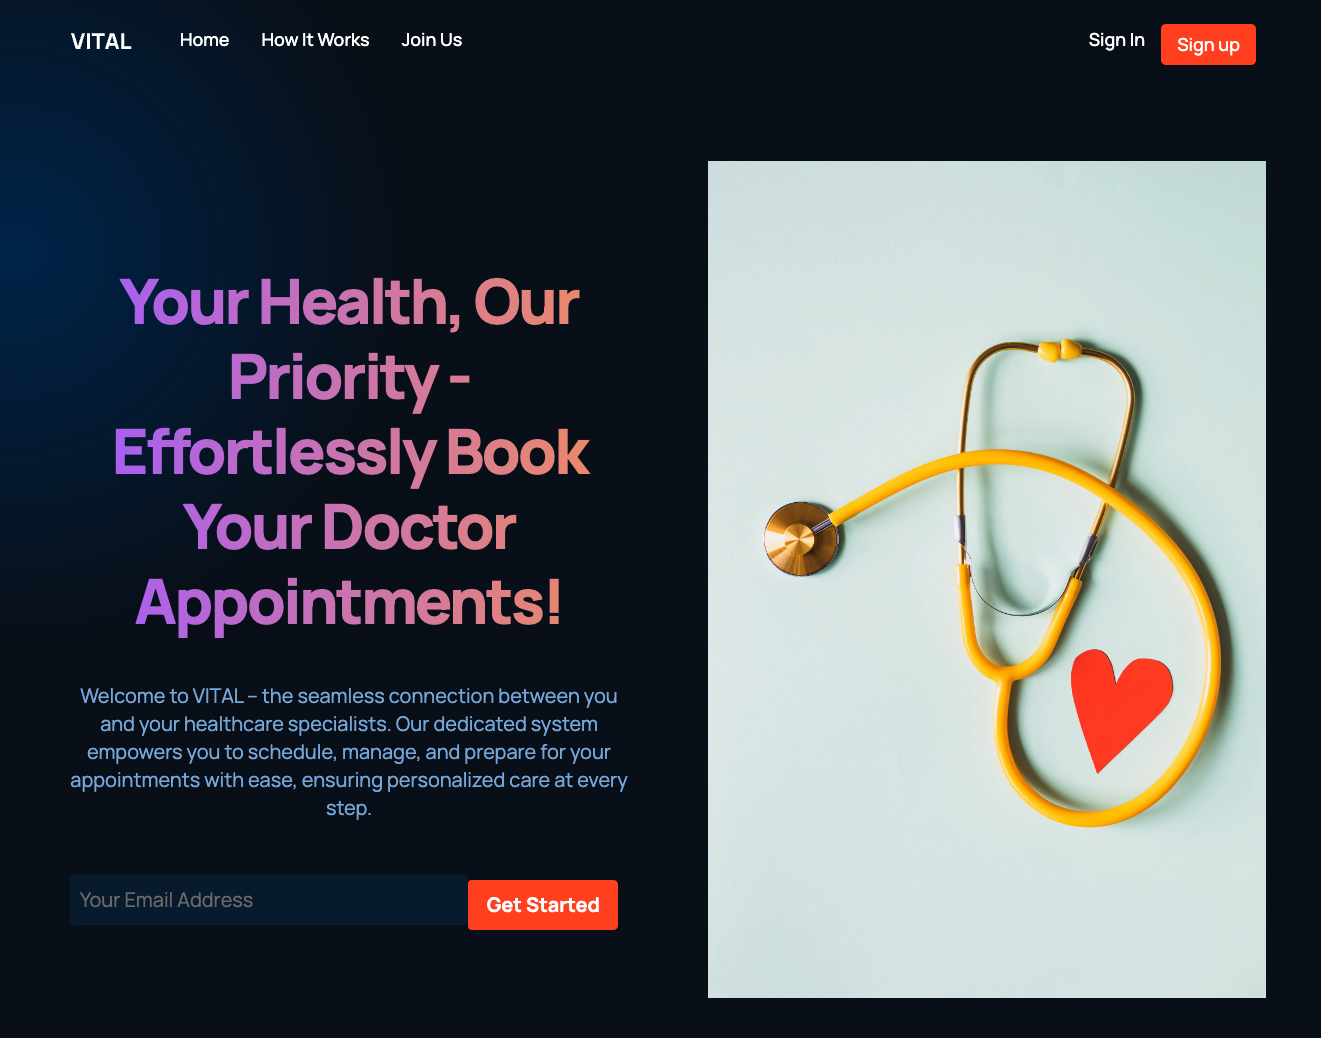 VITAL Home How It Works Join Us Sign In Sign up
Your Health, Our
Priority -
Effortlessly Book
Your Doctor
Appointments!
Welcome to VITAL – the seamless connection between you
and your healthcare specialists. Our dedicated system
empowers you to schedule, manage, and prepare for your
appointments with ease, ensuring personalized care at every
step.
Your Email Address Get Started